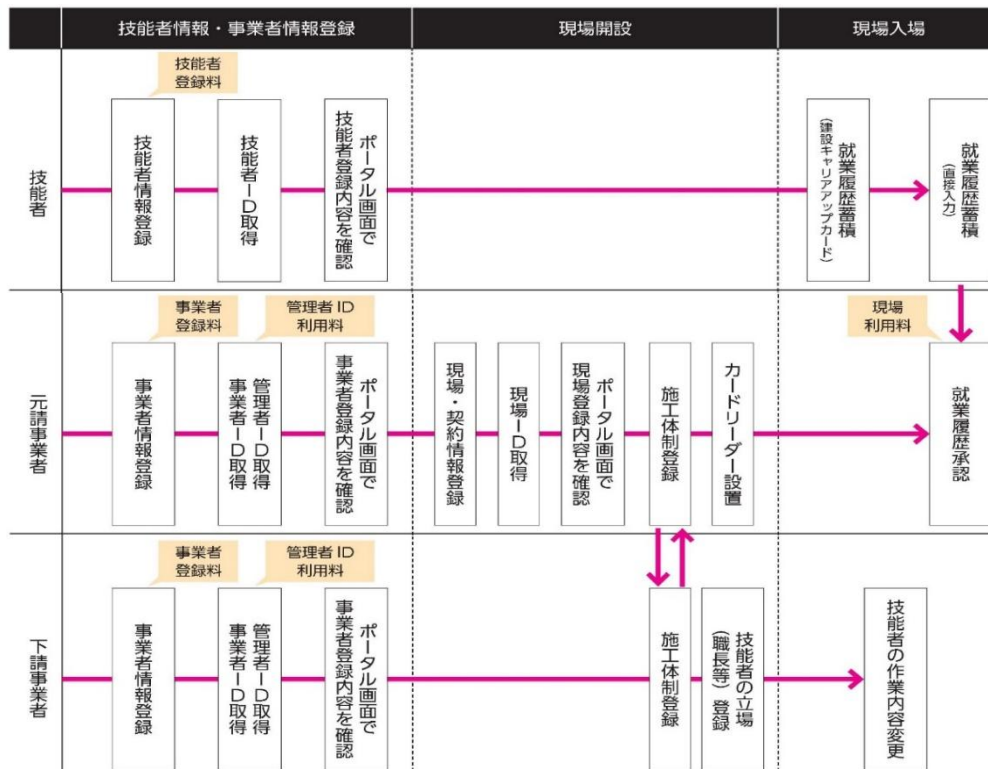 技能者情報・事業者情報登録
現場開設
現場入場
技能者
技能者
登録料
技能者情報登録
技能者ID取得
ポータル画面で
技能者登録内容を確認
就業履歴蓄積
(建設キャリアアップカード)
就業履歴蓄積
(直接入力)
元請事業者
事業者
登録料
管理者ID
利用料
現場
利用料
事業者情報登録
管理者ID取得
事業者ID取得
ポータル画面で
事業者登録内容を確認
現場・契約情報登録
現場ID取得
ポータル画面で
現場登録内容を確認
施工体制登録
カードリーダー設置
就業履歴承認
下請事業者
事業者
登録料
管理者ID
利用料
事業者情報登録
管理者ID取得
事業者ID取得
ポータル画面で
事業者登録内容を確認
施工体制登録
技能者の立場
(職長等)登録
技能者の作業内容変更